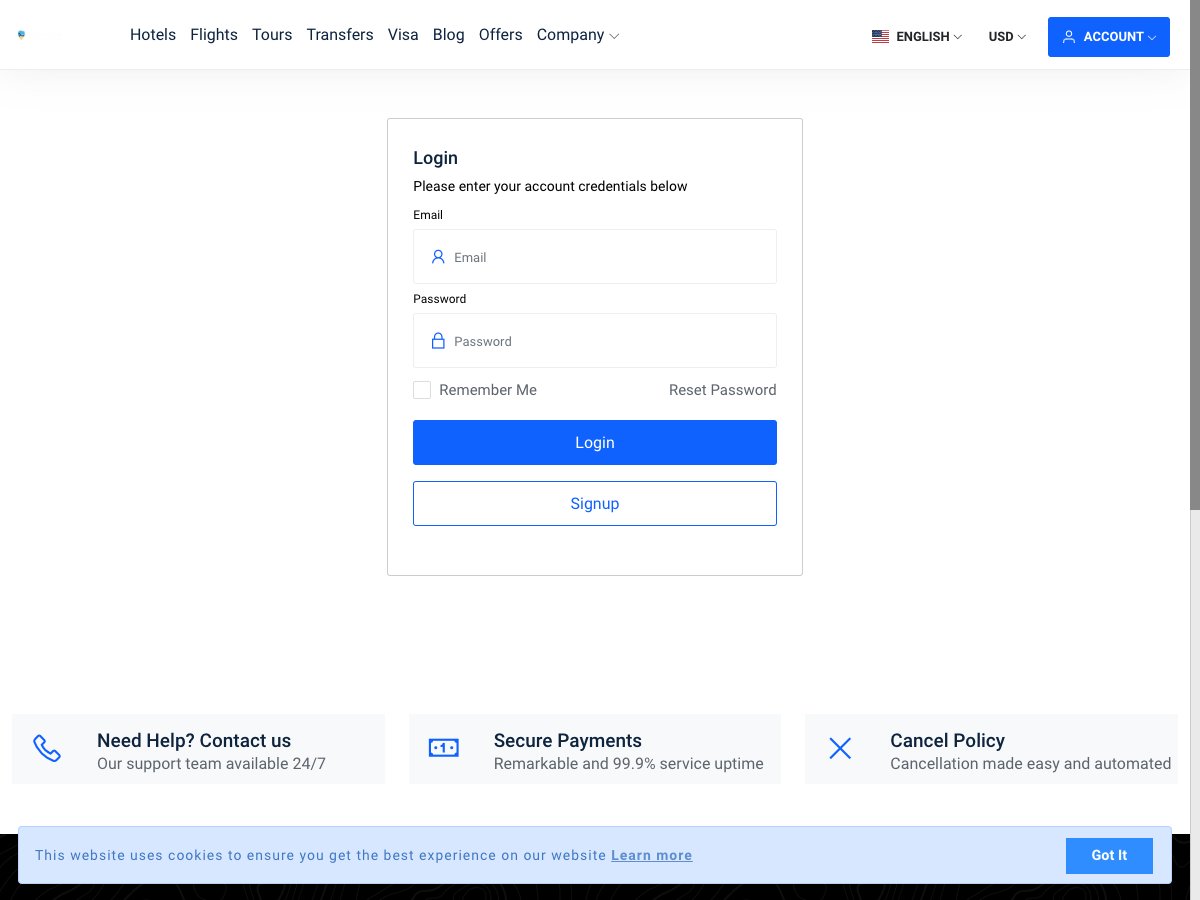 Hotels Flights Tours Transfers Visa Blog Offers Company ENGLISH USD ACCOUNT
Login
Please enter your account credentials below
Email
Email
Password
Password
Remember Me Reset Password
Login
Signup
Need Help? Contact us
Our support team available 24/7
Secure Payments
Remarkable and 99.9% service uptime
Cancel Policy
Cancellation made easy and automated
This website uses cookies to ensure you get the best experience on our website Learn more
Got It